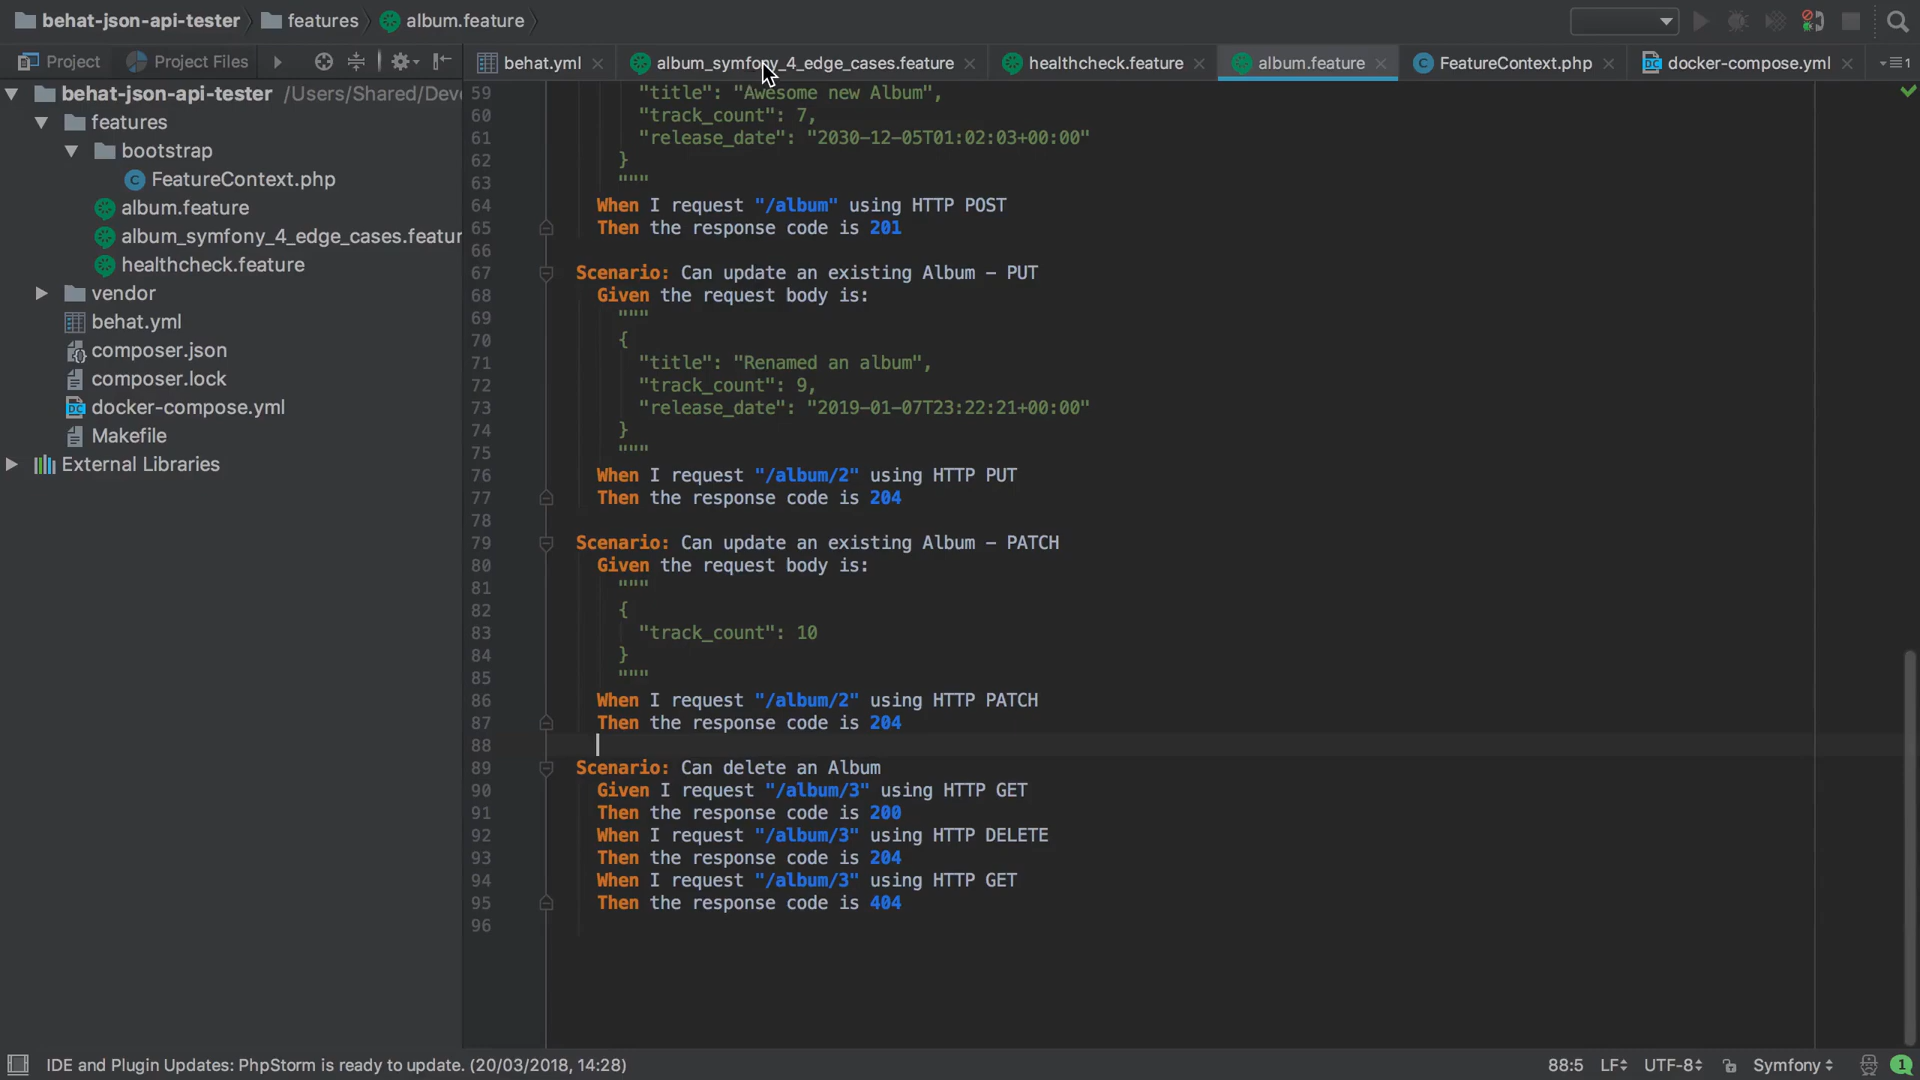 behat-json-api-tester features album.feature
Project Project Files behat.yml album_symfony_4_edge_cases.feature healthcheck.feature album.feature FeatureContext.php docker-compose.yml 1
behat-json-api-tester /Users/Shared/Deve
features
bootstrap
FeatureContext.php
album.feature
album_symfony_4_edge_cases.featur
healthcheck.feature
vendor
behat.yml
composer.json
composer.lock
docker-compose.yml
Makefile
External Libraries
59 "title": "Awesome new Album",
60 "track_count": 7,
61 "release_date": "2030-12-05T01:02:03+00:00"
62 }
63 """
64 When I request "/album" using HTTP POST
65 Then the response code is 201
66
67 Scenario: Can update an existing Album - PUT
68 Given the request body is:
69 """
70 {
71 "title": "Renamed an album",
72 "track_count": 9,
73 "release_date": "2019-01-07T23:22:21+00:00"
74 }
75 """
76 When I request "/album/2" using HTTP PUT
77 Then the response code is 204
78
79 Scenario: Can update an existing Album - PATCH
80 Given the request body is:
81 """
82 {
83 "track_count": 10
84 }
85 """
86 When I request "/album/2" using HTTP PATCH
87 Then the response code is 204
88
89 Scenario: Can delete an Album
90 Given I request "/album/3" using HTTP GET
91 Then the response code is 200
92 When I request "/album/3" using HTTP DELETE
93 Then the response code is 204
94 When I request "/album/3" using HTTP GET
95 Then the response code is 404
96
IDE and Plugin Updates: PhpStorm is ready to update. (20/03/2018, 14:28) 88:5 LF UTF-8 Symfony 1